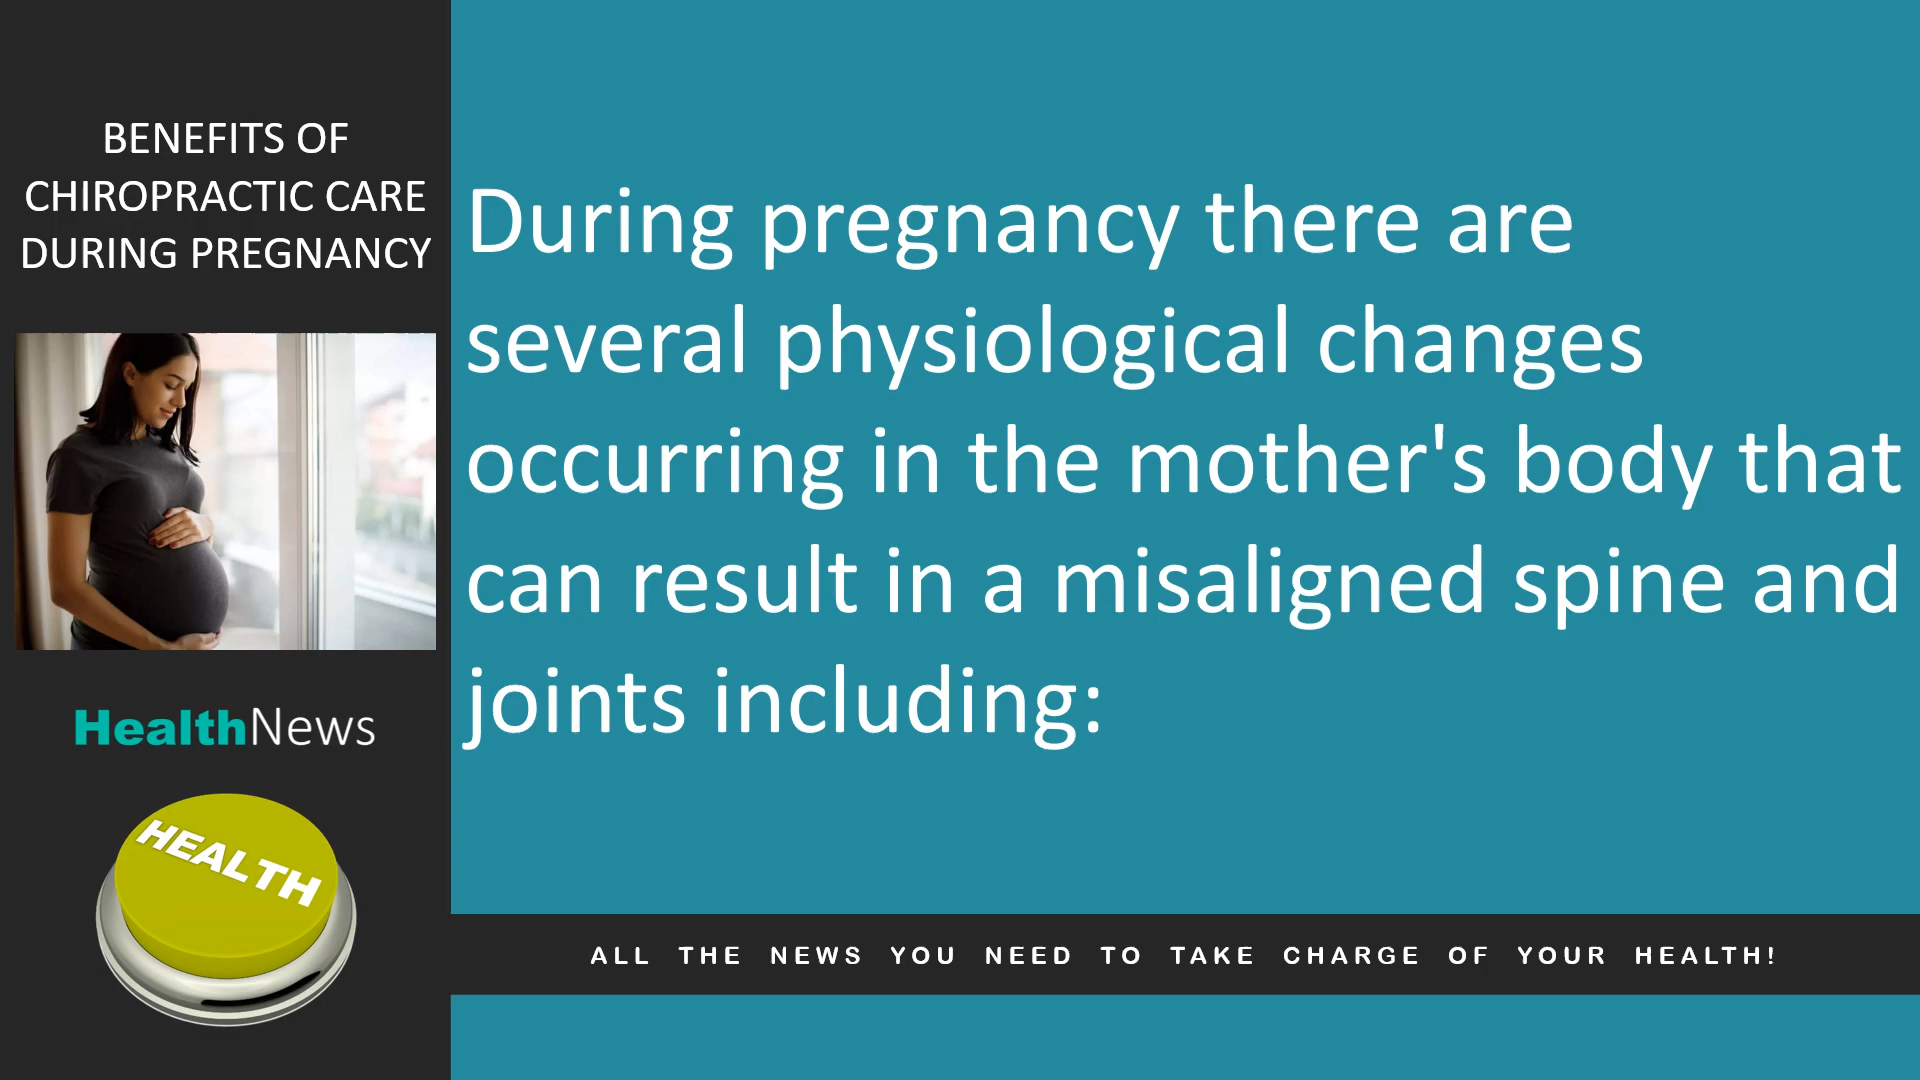 BENEFITS OF
CHIROPRACTIC CARE
DURING PREGNANCY
HealthNews
HEALTH
During pregnancy there are
several physiological changes
occurring in the mother's body that
can result in a misaligned spine and
joints including:
ALL THE NEWS YOU NEED TO TAKE CHARGE OF YOUR HEALTH!